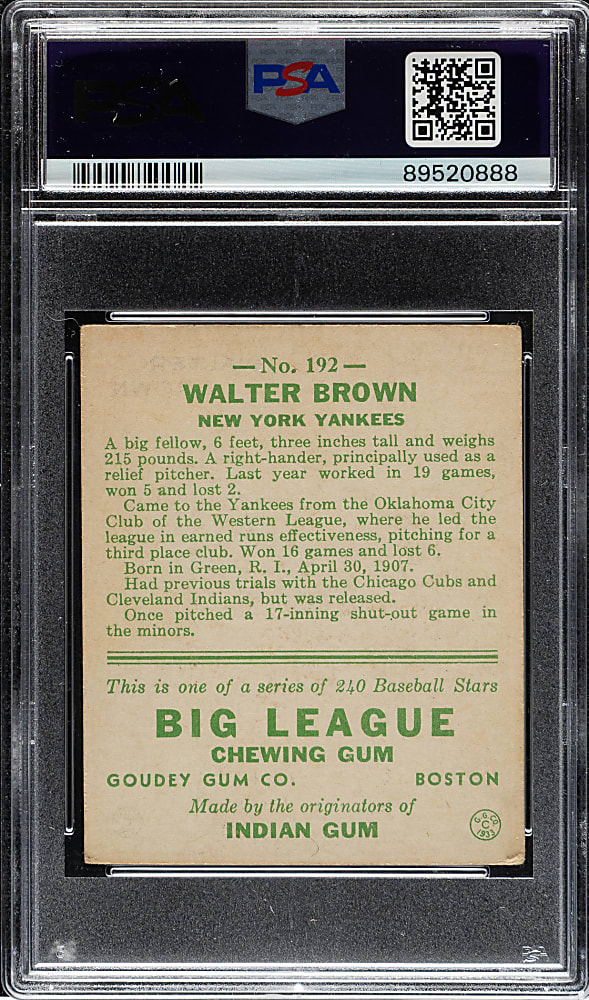 PSA
PSA
89520888
— No. 192 —
WALTER BROWN
NEW YORK YANKEES
A big fellow, 6 feet, three inches tall and weighs
215 pounds. A right-hander, principally used as a
relief pitcher. Last year worked in 19 games,
won 5 and lost 2.
Came to the Yankees from the Oklahoma City
Club of the Western League, where he led the
league in earned runs effectiveness, pitching for a
third place club. Won 16 games and lost 6.
Born in Green, R. I., April 30, 1907.
Had previous trials with the Chicago Cubs and
Cleveland Indians, but was released.
Once pitched a 17-inning shut-out game in
the minors.
This is one of a series of 240 Baseball Stars
BIG LEAGUE
CHEWING GUM
GOUDEY GUM CO. BOSTON
Made by the originators of
INDIAN GUM
G. G. CO.
C
1933